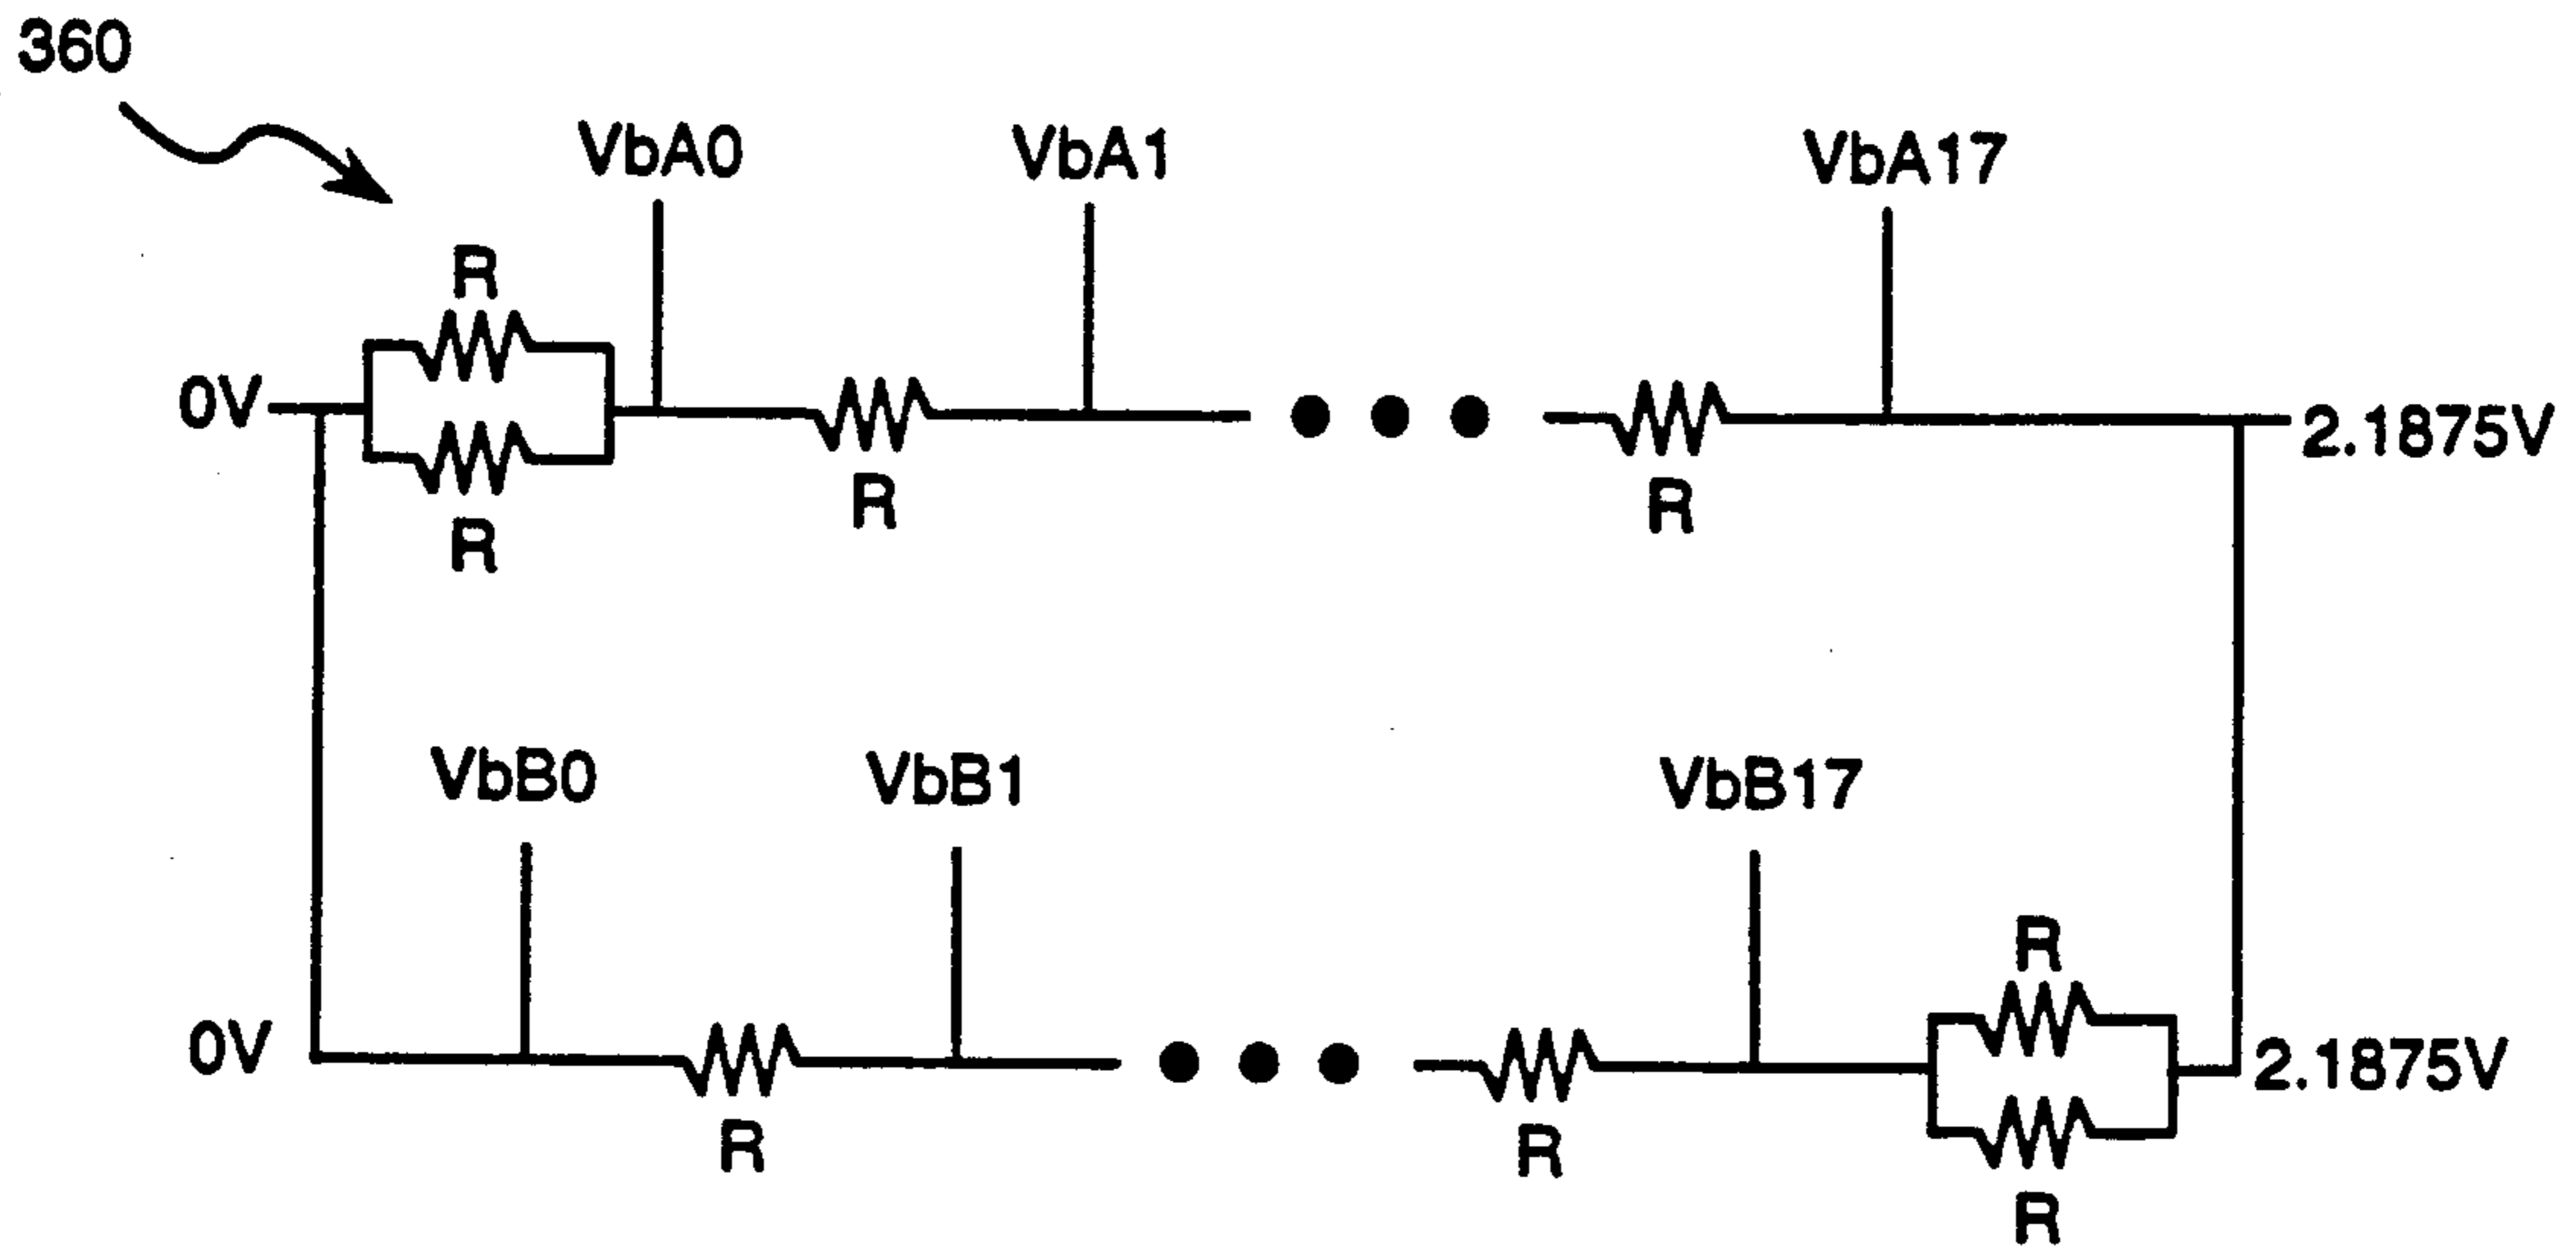 360
VbA0 VbA1 VbA17
R
0V 2.1875V
R R
R
VbB0 VbB1 VbB17
R
0V 2.1875V
R R
R